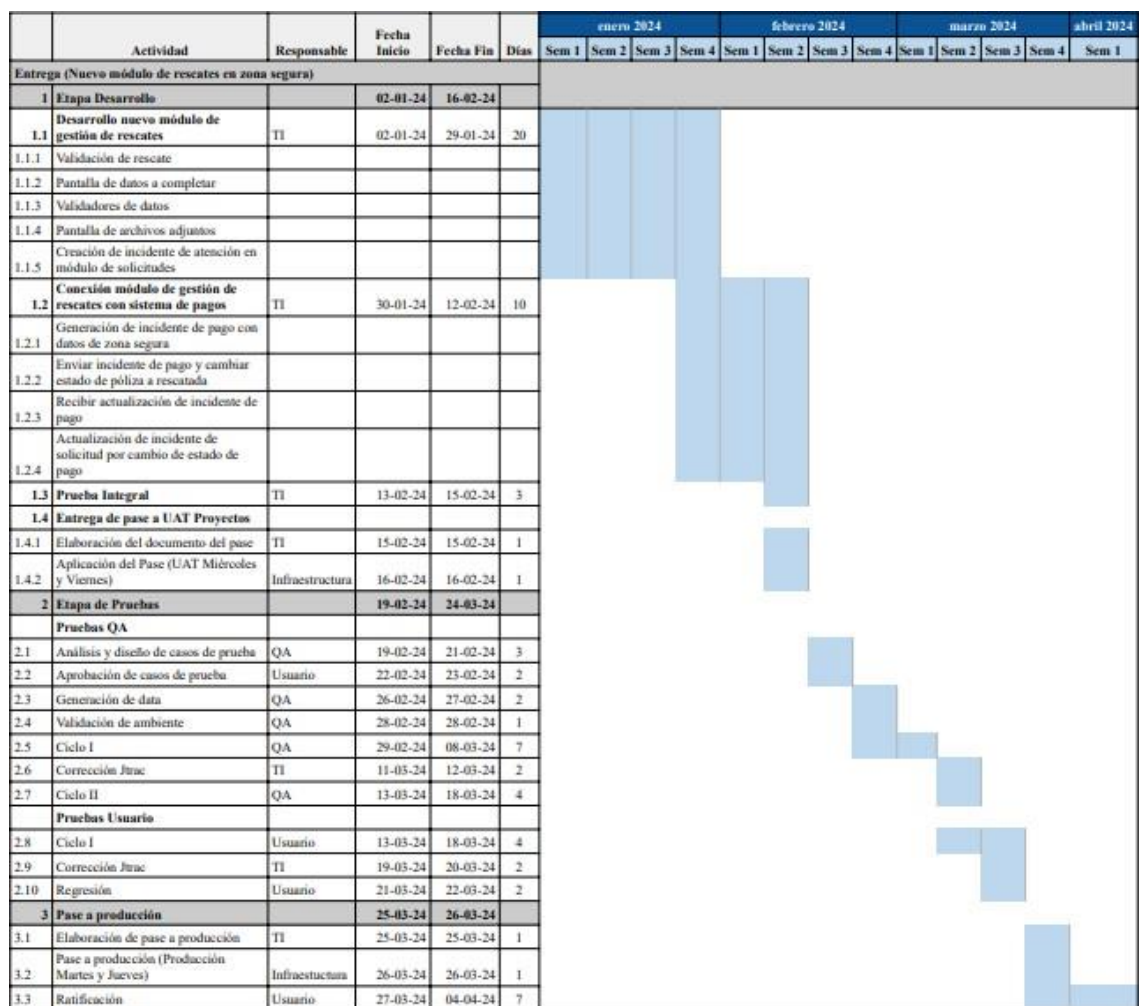 enero 2024 febrero 2024 marzo 2024 abril 2024
Fecha
Actividad Responsable Inicio Fecha Fin Días Sem 1 Sem 2 Sem 3 Sem 4 Sem 1 Sem 2 Sem 3 Sem 4 Sem 1 Sem 2 Sem 3 Sem 4 Sem 1
Entrega (Nuevo módulo de rescates en zona segura)
1 Etapa Desarrollo 02-01-24 16-02-24
Desarrollo nuevo módulo de
1.1 gestión de rescates TI 02-01-24 29-01-24 20
1.1.1 Validación de rescate
1.1.2 Pantalla de datos a completar
1.1.3 Validadores de datos
1.1.4 Pantalla de archivos adjuntos
Creación de incidente de atención en
1.1.5 módulo de solicitudes
Conexión módulo de gestión de
1.2 rescates con sistema de pagos TI 30-01-24 12-02-24 10
Generación de incidente de pago con
1.2.1 datos de zona segura
Enviar incidente de pago y cambiar
1.2.2 estado de póliza a rescatada
Recibir actualización de incidente de
1.2.3 pago
Actualización de incidente de
solicitud por cambio de estado de
1.2.4 pago
1.3 Prueba Integral TI 13-02-24 15-02-24 3
1.4 Entrega de pase a UAT Proyectos
1.4.1 Elaboración del documento del pase TI 15-02-24 15-02-24 1
Aplicación del Pase (UAT Miércoles
1.4.2 y Viernes) Infraestructura 16-02-24 16-02-24 1
2 Etapa de Pruebas 19-02-24 24-03-24
Pruebas QA
2.1 Análisis y diseño de casos de prueba QA 19-02-24 21-02-24 3
2.2 Aprobación de casos de prueba Usuario 22-02-24 23-02-24 2
2.3 Generación de data QA 26-02-24 27-02-24 2
2.4 Validación de ambiente QA 28-02-24 28-02-24 1
2.5 Ciclo I QA 29-02-24 08-03-24 7
2.6 Corrección Jtrac TI 11-03-24 12-03-24 2
2.7 Ciclo II QA 13-03-24 18-03-24 4
Pruebas Usuario
2.8 Ciclo I Usuario 13-03-24 18-03-24 4
2.9 Corrección Jtrac TI 19-03-24 20-03-24 2
2.10 Regresión Usuario 21-03-24 22-03-24 2
3 Pase a producción 25-03-24 26-03-24
3.1 Elaboración de pase a producción TI 25-03-24 25-03-24 1
Pase a producción (Producción
3.2 Martes y Jueves) Infraestuctura 26-03-24 26-03-24 1
3.3 Ratificación Usuario 27-03-24 04-04-24 7